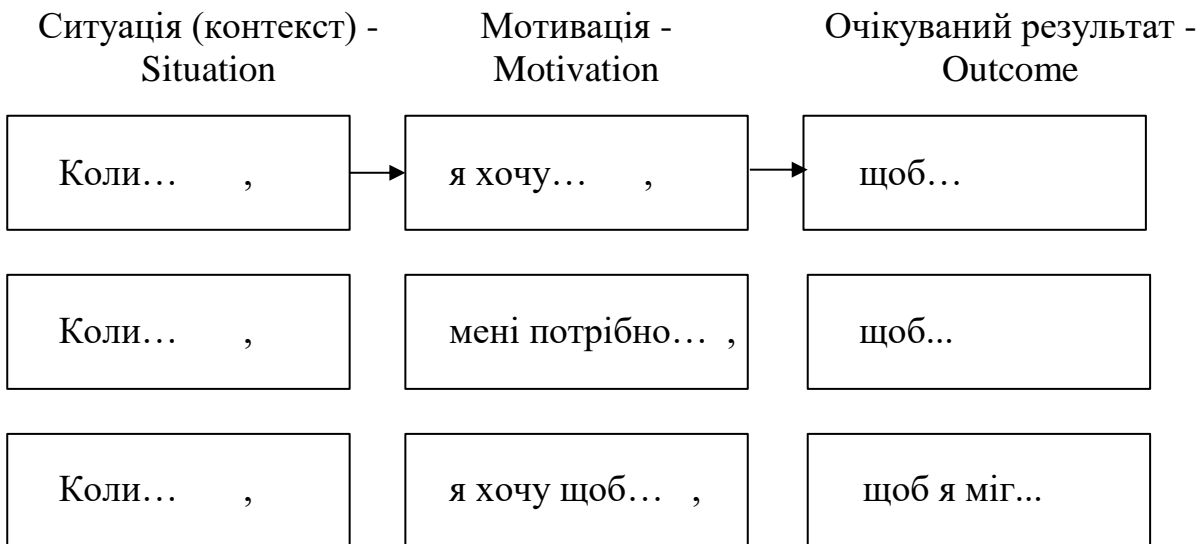 Ситуація (контекст) -
Situation
Мотивація -
Motivation
Очікуваний результат -
Outcome
Коли… ,
я хочу… ,
щоб…
Коли… ,
мені потрібно… ,
щоб...
Коли… ,
я хочу щоб… ,
щоб я міг...